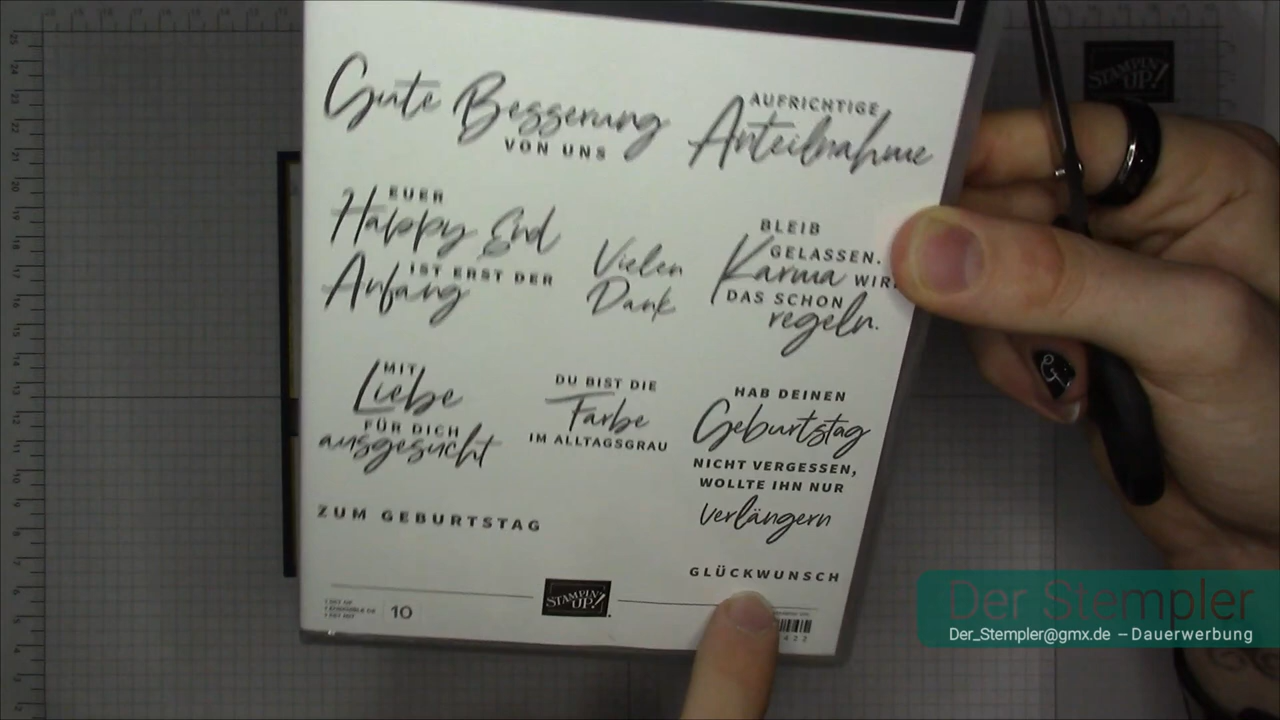 Gute Besserung
VON UNS
AUFRICHTIGE
Anteilnahme
EUER
Happy End
IST ERST DER
Anfang
Vielen
Dank
BLEIB
GELASSEN.
Karma
DAS SCHON
regeln.
MIT
Liebe
FÜR DICH
ausgesucht
DU BIST DIE
Farbe
IM ALLTAGSGRAU
HAB DEINEN
Geburtstag
NICHT VERGESSEN,
WOLLTE IHN NUR
verlängern
ZUM GEBURTSTAG
GLÜCKWUNSCH
10
STAMPIN'
UP!
STAMPIN'
UP!
Der Stempler
Der_Stempler@gmx.de -- Dauerwerbung